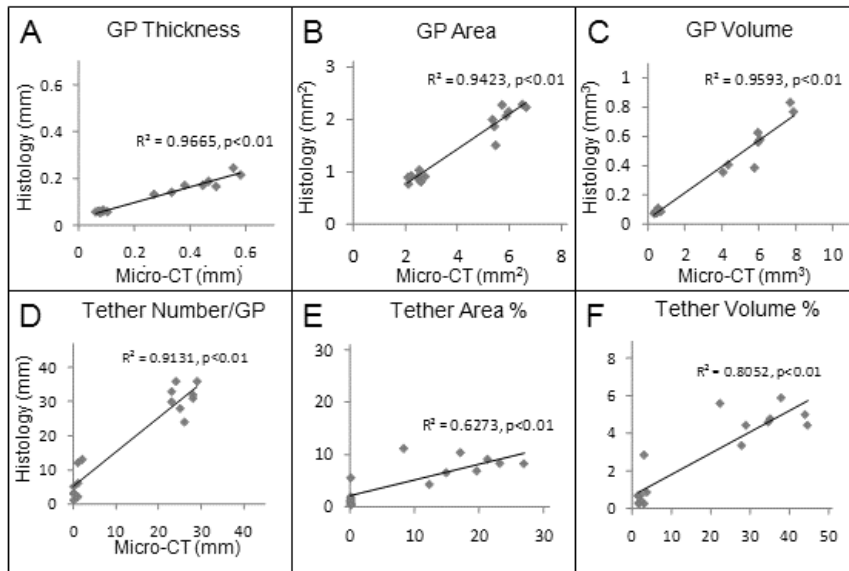 A GP Thickness
Histology (mm)
0.6
0.4
0.2
0
R² = 0.9665, p<0.01
0 0.2 0.4 0.6
Micro-CT (mm)
B GP Area
Histology (mm²)
3
2
1
0
R² = 0.9423, p<0.01
0 2 4 6 8
Micro-CT (mm²)
C GP Volume
Histology (mm³)
1
0.8
0.6
0.4
0.2
0
R² = 0.9593, p<0.01
0 2 4 6 8 10
Micro-CT (mm³)
D Tether Number/GP
Histology (mm)
40
30
20
10
0
R² = 0.9131, p<0.01
0 20 40
Micro-CT (mm)
E Tether Area %
30
20
10
0
R² = 0.6273, p<0.01
0 10 20 30
F Tether Volume %
8
6
4
2
0
R² = 0.8052, p<0.01
0 10 20 30 40 50